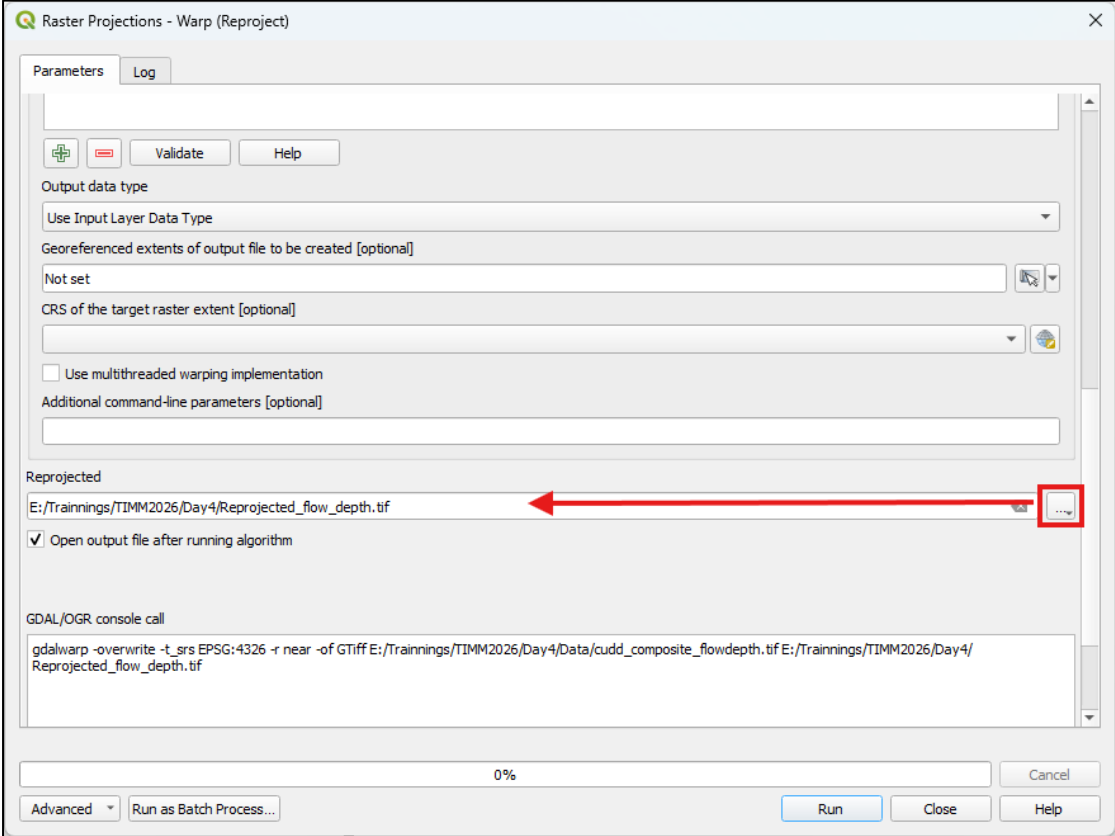 Raster Projections - Warp (Reproject)
Parameters
Log
Validate
Help
Output data type
Use Input Layer Data Type
Georeferenced extents of output file to be created [optional]
Not set
CRS of the target raster extent [optional]
Use multithreaded warping implementation
Additional command-line parameters [optional]
Reprojected
E:/Trainnings/TIMM2026/Day4/Reprojected_flow_depth.tif
...
Open output file after running algorithm
GDAL/OGR console call
gdalwarp -overwrite -t_srs EPSG:4326 -r near -of GTiff E:/Trainnings/TIMM2026/Day4/Data/cudd_composite_flowdepth.tif E:/Trainnings/TIMM2026/Day4/
Reprojected_flow_depth.tif
0%
Cancel
Advanced
Run as Batch Process...
Run
Close
Help